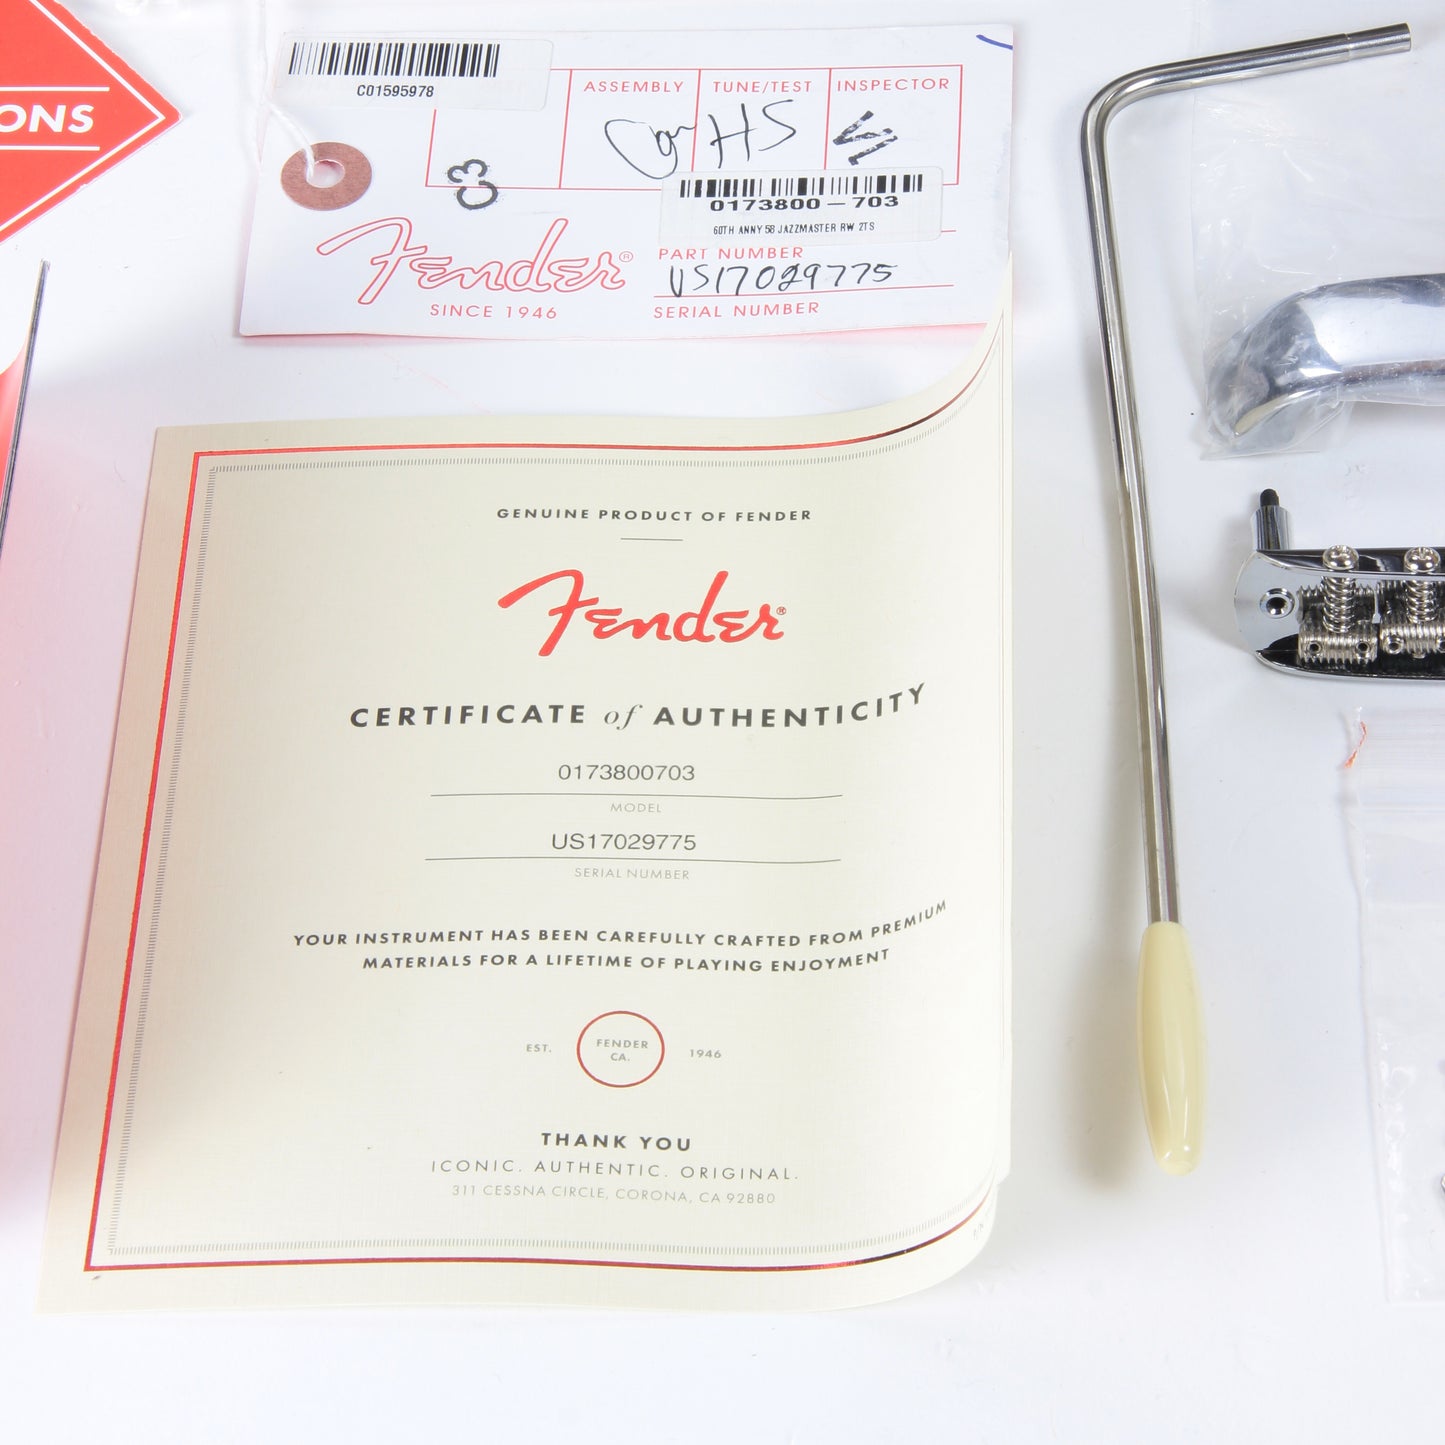 ONS
C01595978
ASSEMBLY TUNE/TEST INSPECTOR
C3 HS
0173800-703
60TH ANNY 58 JAZZMASTER RW 2TS
PART NUMBER
US17029775
SERIAL NUMBER
Fender®
SINCE 1946
GENUINE PRODUCT OF FENDER
Fender®
CERTIFICATE of AUTHENTICITY
0173800703
MODEL
US17029775
SERIAL NUMBER
YOUR INSTRUMENT HAS BEEN CAREFULLY CRAFTED FROM PREMIUM
MATERIALS FOR A LIFETIME OF PLAYING ENJOYMENT
EST. FENDER CA. 1946
THANK YOU
ICONIC. AUTHENTIC. ORIGINAL.
311 CESSNA CIRCLE, CORONA, CA 92880